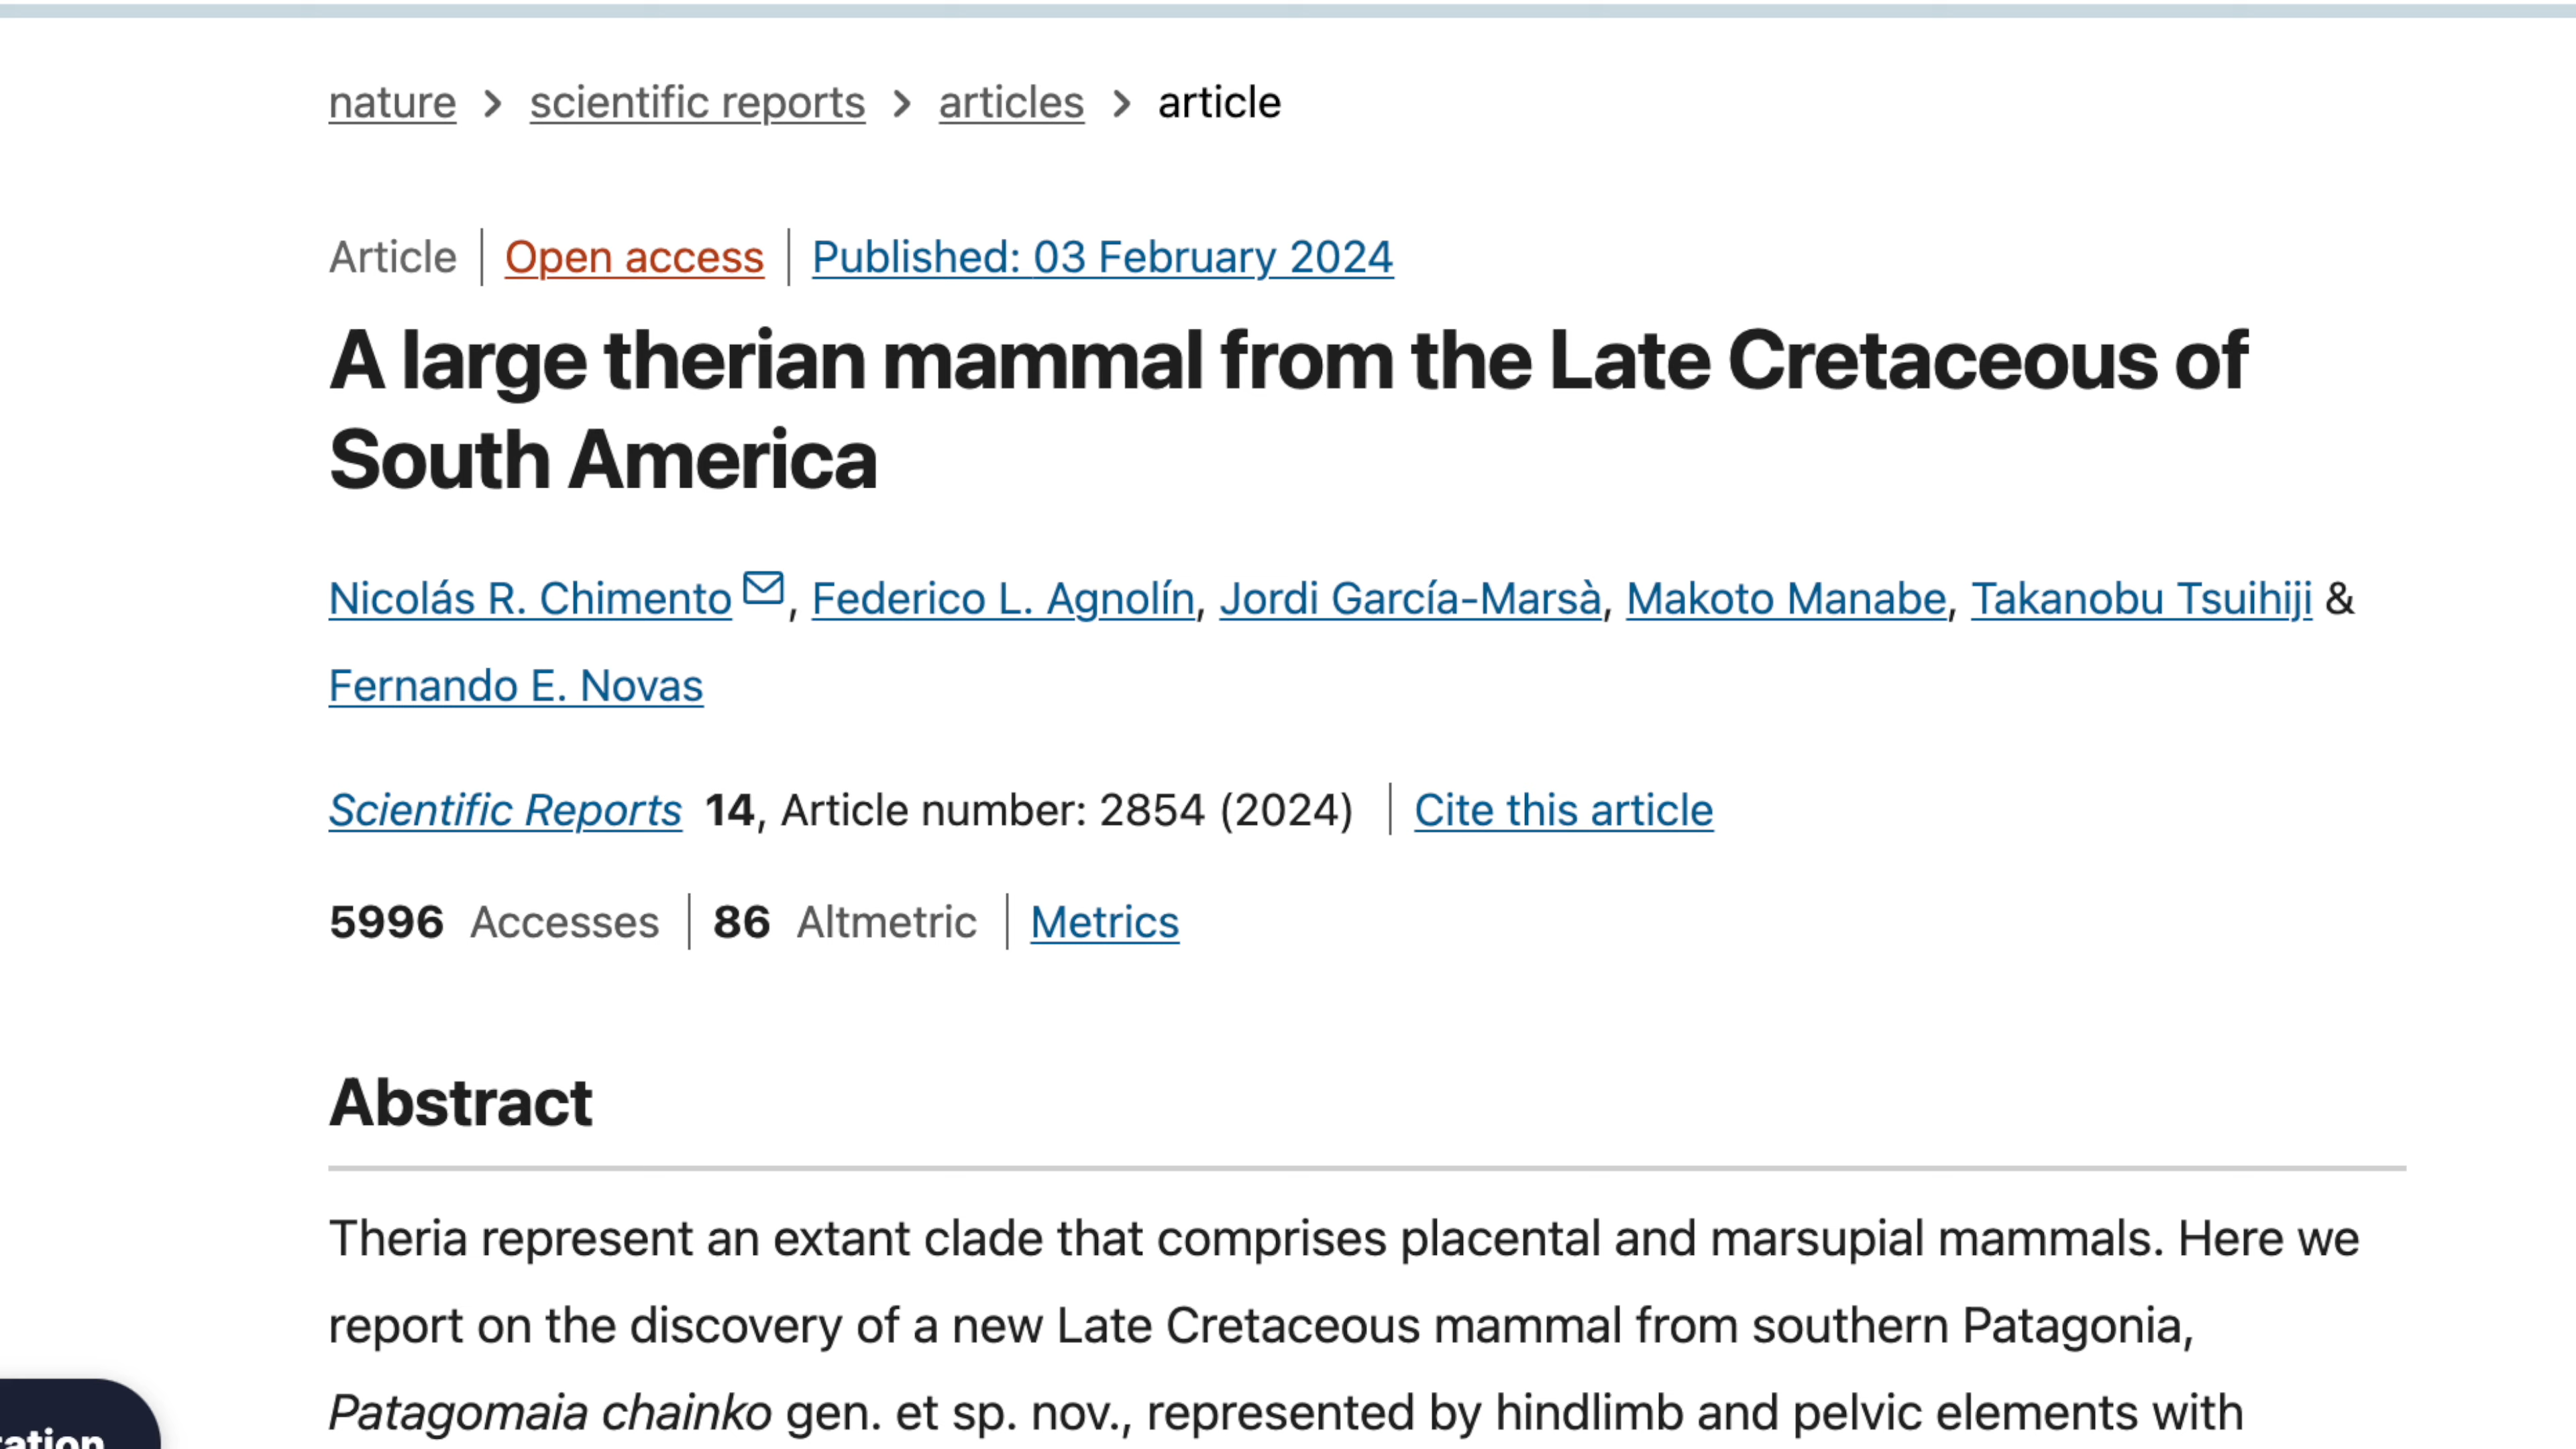 nature > scientific reports > articles > article
Article | Open access | Published: 03 February 2024
A large therian mammal from the Late Cretaceous of
South America
Nicolás R. Chimento, Federico L. Agnolín, Jordi García-Marsà, Makoto Manabe, Takanobu Tsuihiji &
Fernando E. Novas
Scientific Reports 14, Article number: 2854 (2024) | Cite this article
5996 Accesses | 86 Altmetric | Metrics
Abstract
Theria represent an extant clade that comprises placental and marsupial mammals. Here we
report on the discovery of a new Late Cretaceous mammal from southern Patagonia,
Patagomaia chainko gen. et sp. nov., represented by hindlimb and pelvic elements with